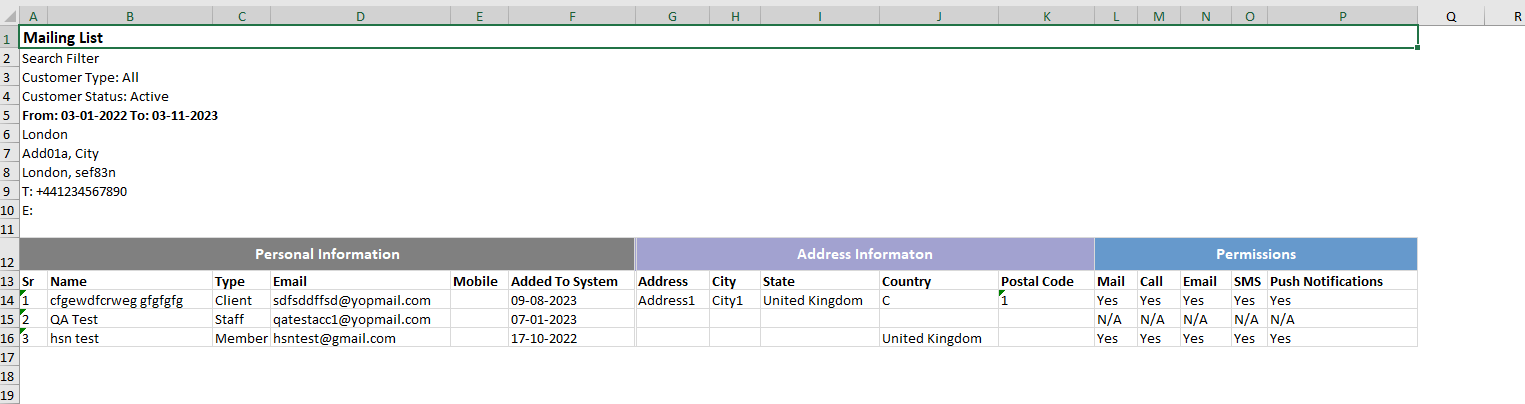 A B C D E F G H I J K L M N O P Q R
1 Mailing List
2 Search Filter
3 Customer Type: All
4 Customer Status: Active
5 From: 03-01-2022 To: 03-11-2023
6 London
7 Add01a, City
8 London, sef83n
9 T: +441234567890
10 E:
11
12 Personal Information Address Informaton Permissions
13 Sr Name Type Email Mobile Added To System Address City State Country Postal Code Mail Call Email SMS Push Notifications
14 1 cfgewdfcrweg gfgfgfg Client sdfsddffsd@yopmail.com 09-08-2023 Address1 City1 United Kingdom C 1 Yes Yes Yes Yes Yes
15 2 QA Test Staff qatestacc1@yopmail.com 07-01-2023 N/A N/A N/A N/A N/A
16 3 hsn test Member hsntest@gmail.com 17-10-2022 United Kingdom Yes Yes Yes Yes Yes
17
18
19